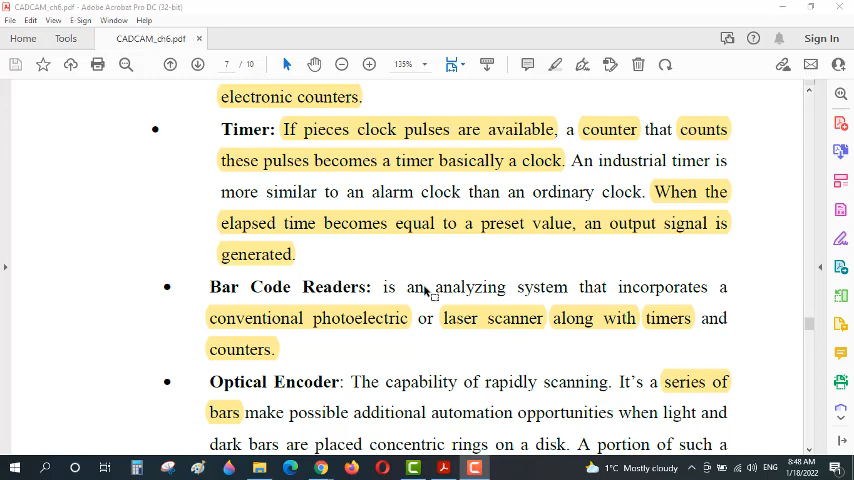 CADCAM_ch6.pdf - Adobe Acrobat Pro DC (32-bit)
File Edit View E-Sign Window Help
Home Tools CADCAM_ch6.pdf × Sign In
7 / 10 135%
electronic counters.
• Timer: If pieces clock pulses are available, a counter that counts
these pulses becomes a timer basically a clock. An industrial timer is
more similar to an alarm clock than an ordinary clock. When the
elapsed time becomes equal to a preset value, an output signal is
generated.
• Bar Code Readers: is an analyzing system that incorporates a
conventional photoelectric or laser scanner along with timers and
counters.
• Optical Encoder: The capability of rapidly scanning. It's a series of
bars make possible additional automation opportunities when light and
dark bars are placed concentric rings on a disk. A portion of such a
1°C Mostly cloudy ENG 8:48 AM
1/18/2022